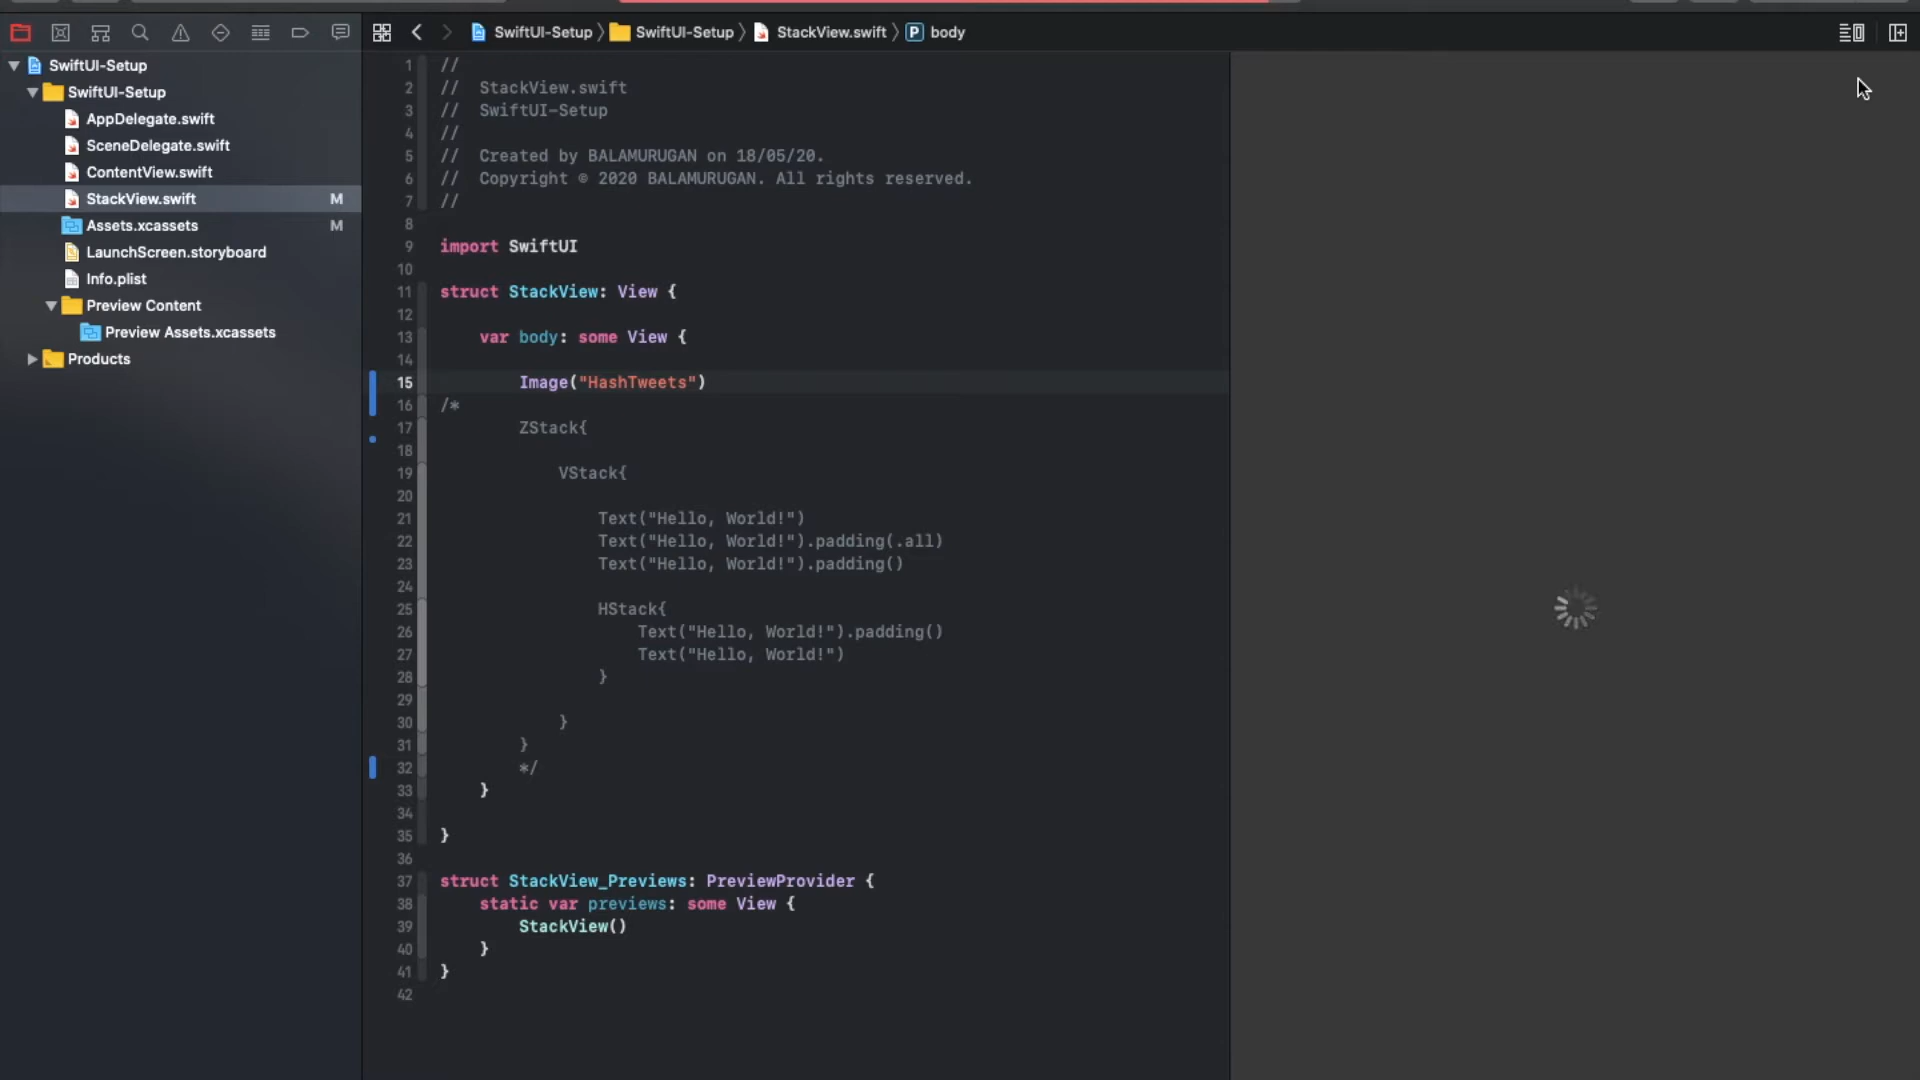 SwiftUI-Setup
SwiftUI-Setup
AppDelegate.swift
SceneDelegate.swift
ContentView.swift
StackView.swift M
Assets.xcassets M
LaunchScreen.storyboard
Info.plist
Preview Content
Preview Assets.xcassets
Products
SwiftUI-Setup SwiftUI-Setup StackView.swift P body
1 //
2 //  StackView.swift
3 //  SwiftUI-Setup
4 //
5 //  Created by BALAMURUGAN on 18/05/20.
6 //  Copyright © 2020 BALAMURUGAN. All rights reserved.
7 //
8
9 import SwiftUI
10
11 struct StackView: View {
12
13     var body: some View {
14
15         Image("HashTweets")
16 /*
17         ZStack{
18
19             VStack{
20
21                 Text("Hello, World!")
22                 Text("Hello, World!").padding(.all)
23                 Text("Hello, World!").padding()
24
25                 HStack{
26                     Text("Hello, World!").padding()
27                     Text("Hello, World!")
28                 }
29
30             }
31         }
32         */
33     }
34
35 }
36
37 struct StackView_Previews: PreviewProvider {
38     static var previews: some View {
39         StackView()
40     }
41 }
42